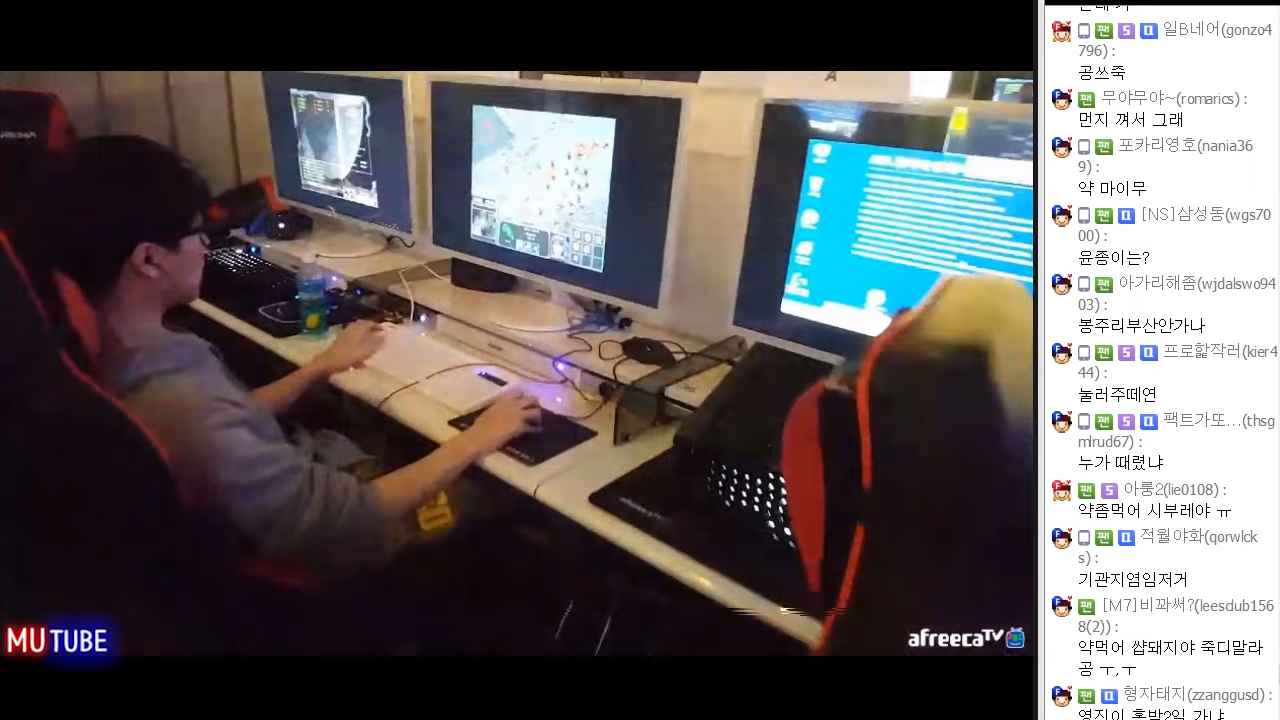 일B네어(gonzo4
796) :
공쓰죽
무야무야~(romarics) :
먼지 껴서 그래
포카리영호(nania36
9) :
약 마이무
[NS]삼성동(wgs70
00) :
윤종이는?
아가리해좀(wjdalswo94
03) :
봉주리부산안가나
프로핥작러(kier4
44) :
눌러주떼연
팩트가또...(thsg
mlrud67) :
누가 때렸냐
아룽2(lie0108) :
약좀먹어 시부레야 ㅠ
적월야화(qorwlck
s) :
기관지염임저거
[M7]비꽈써?(leesdub156
8(2)) :
약먹어 쌉돼지야 죽디말라
공 ㅜ,ㅜ
형자태지(zzanggusd) :
A
MUTUBE
afreecaTV